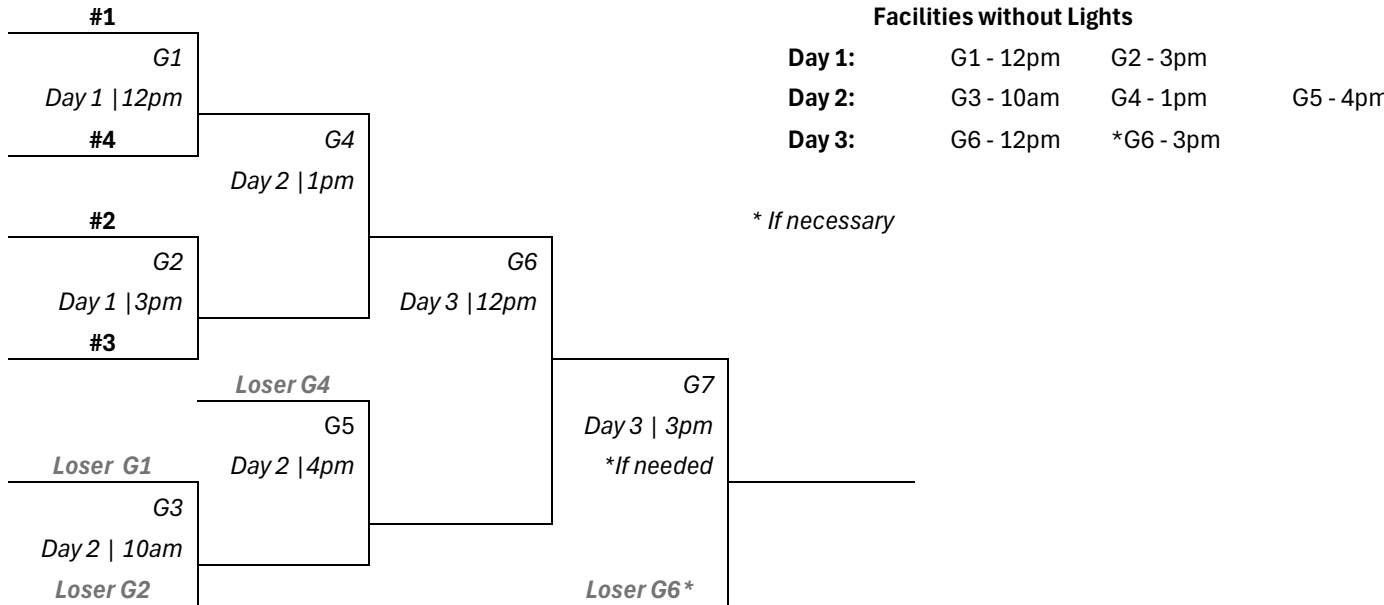 #1
G1
Day 1 | 12pm
#4
G4
Day 2 | 1pm
#2
G2
Day 1 | 3pm
#3
G6
Day 3 | 12pm
Loser G4
G5
Day 2 | 4pm
Loser G1
G3
Day 2 | 10am
Loser G2
G7
Day 3 | 3pm
*If needed
Loser G6*
Facilities without Lights
Day 1: G1 - 12pm G2 - 3pm
Day 2: G3 - 10am G4 - 1pm G5 - 4pm
Day 3: G6 - 12pm *G6 - 3pm
* If necessary